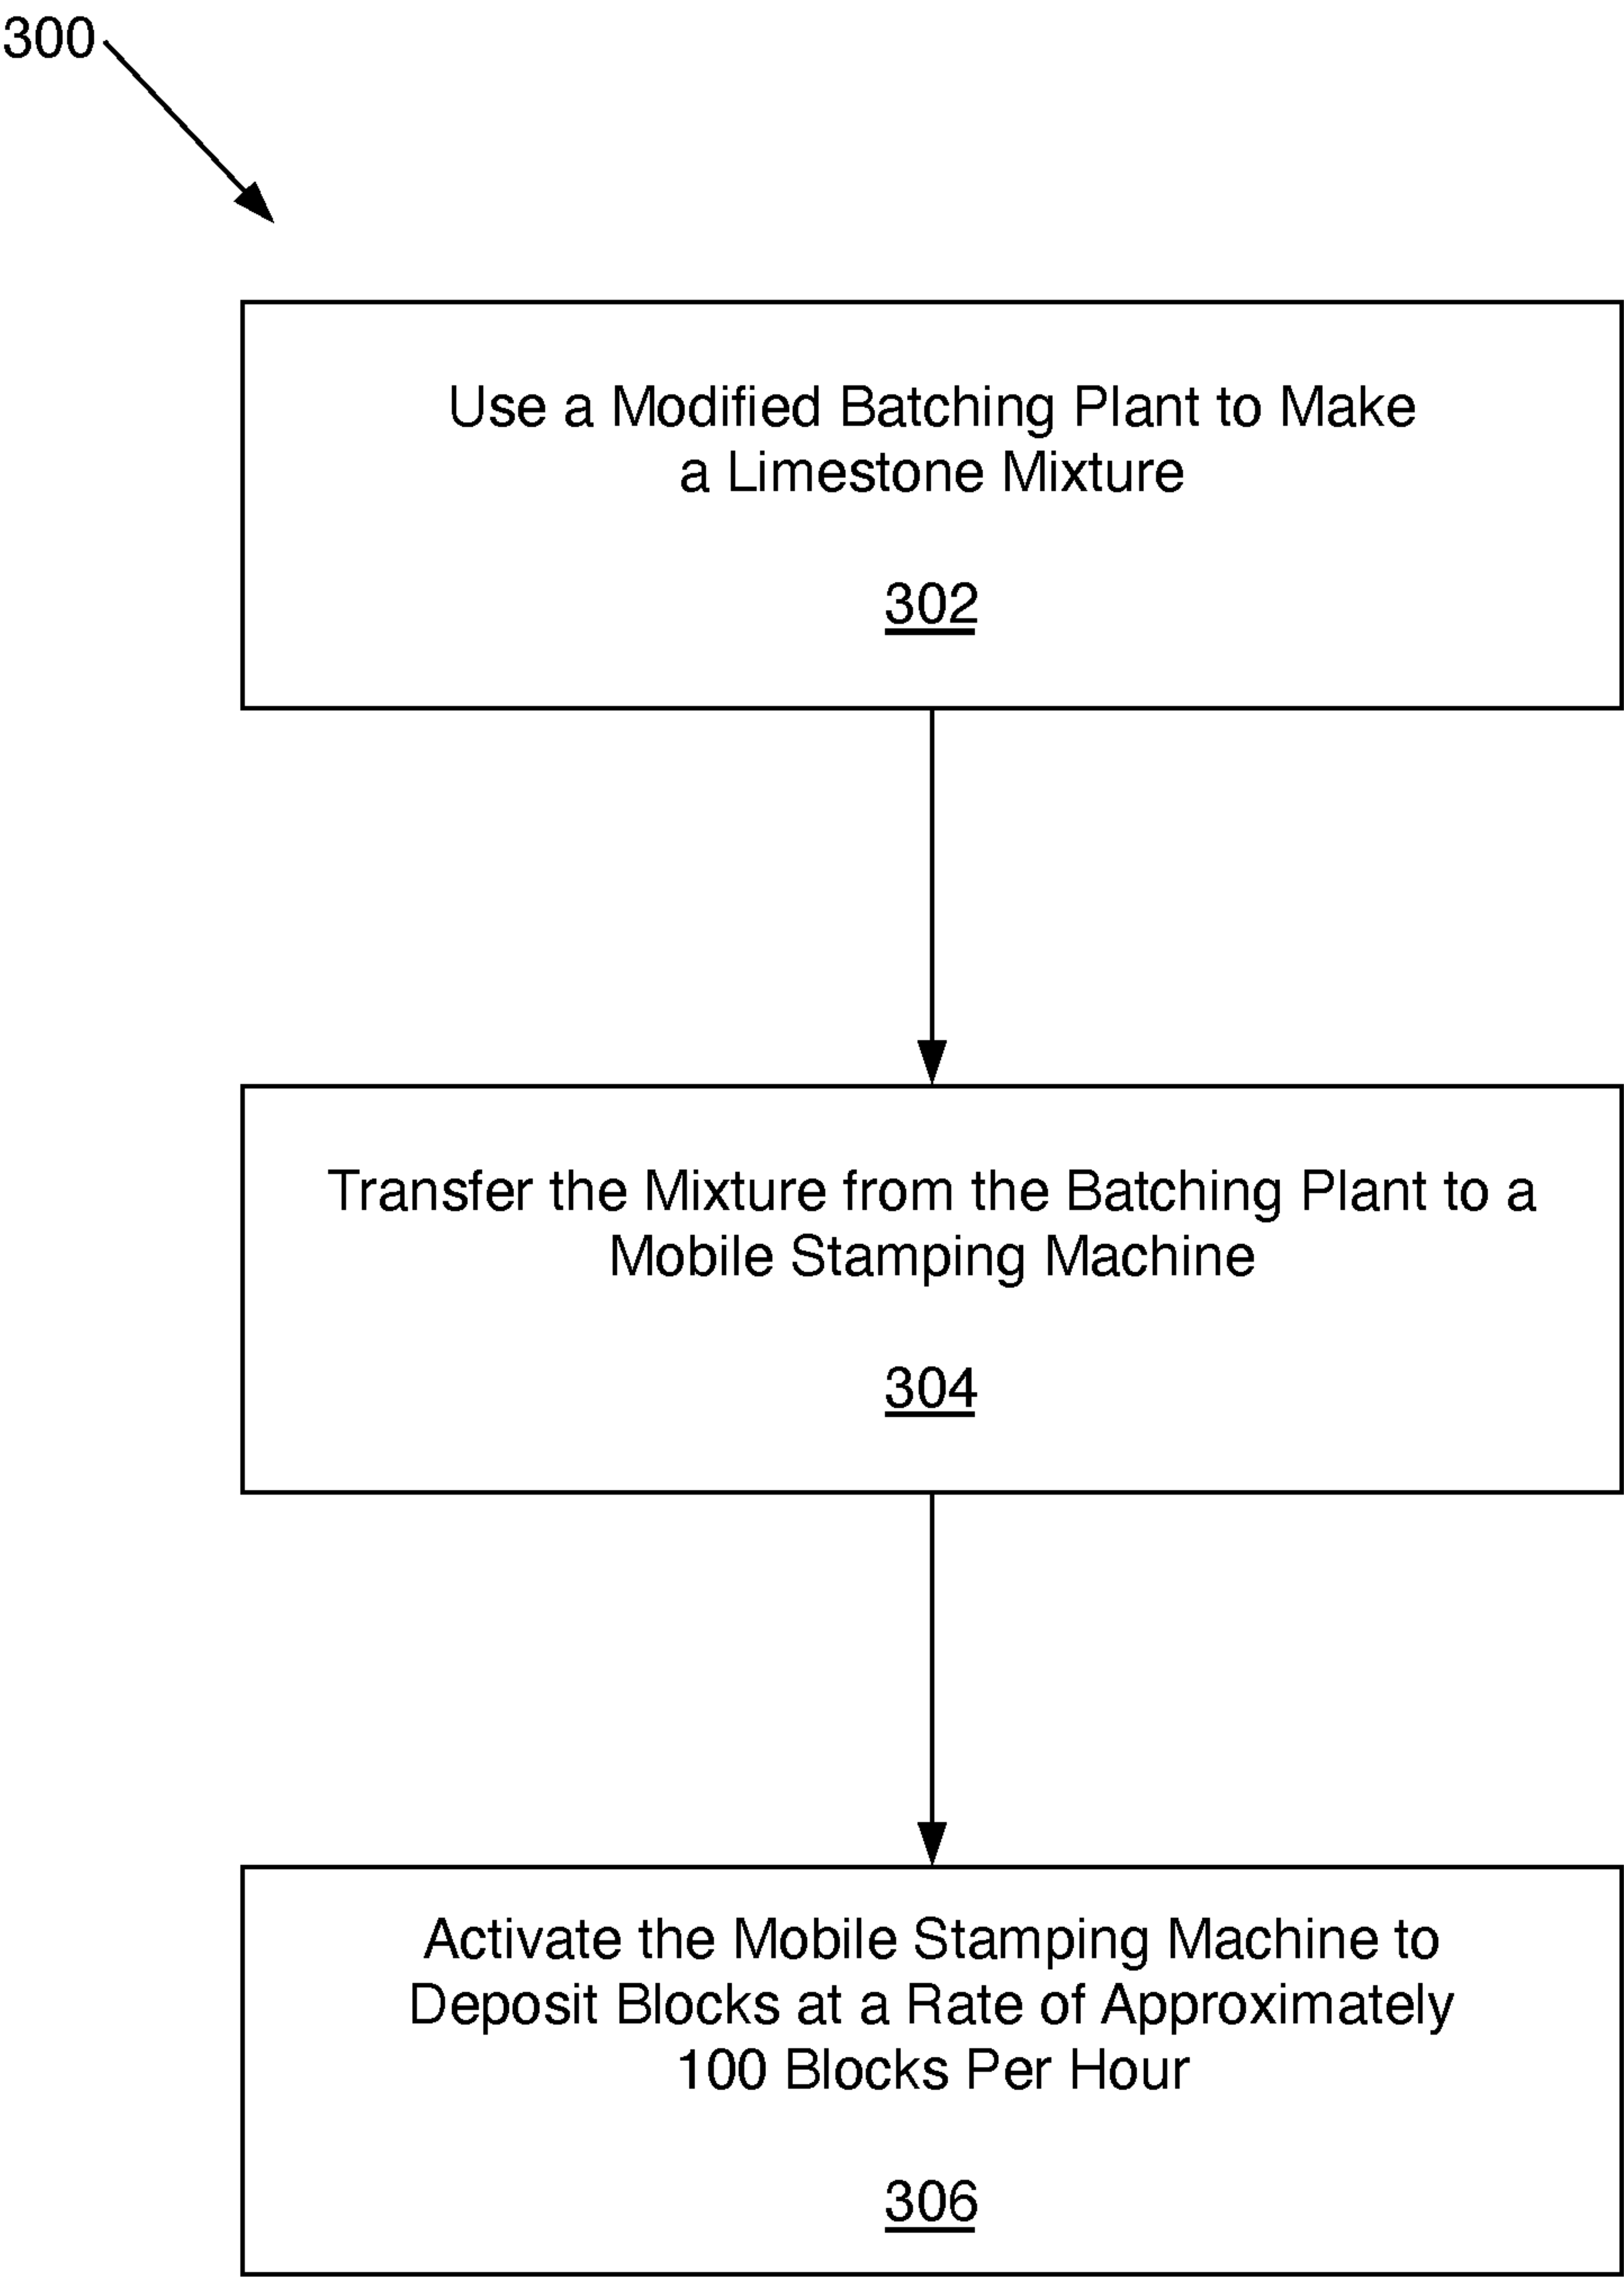 300
Use a Modified Batching Plant to Make
a Limestone Mixture
302
Transfer the Mixture from the Batching Plant to a
Mobile Stamping Machine
304
Activate the Mobile Stamping Machine to
Deposit Blocks at a Rate of Approximately
100 Blocks Per Hour
306